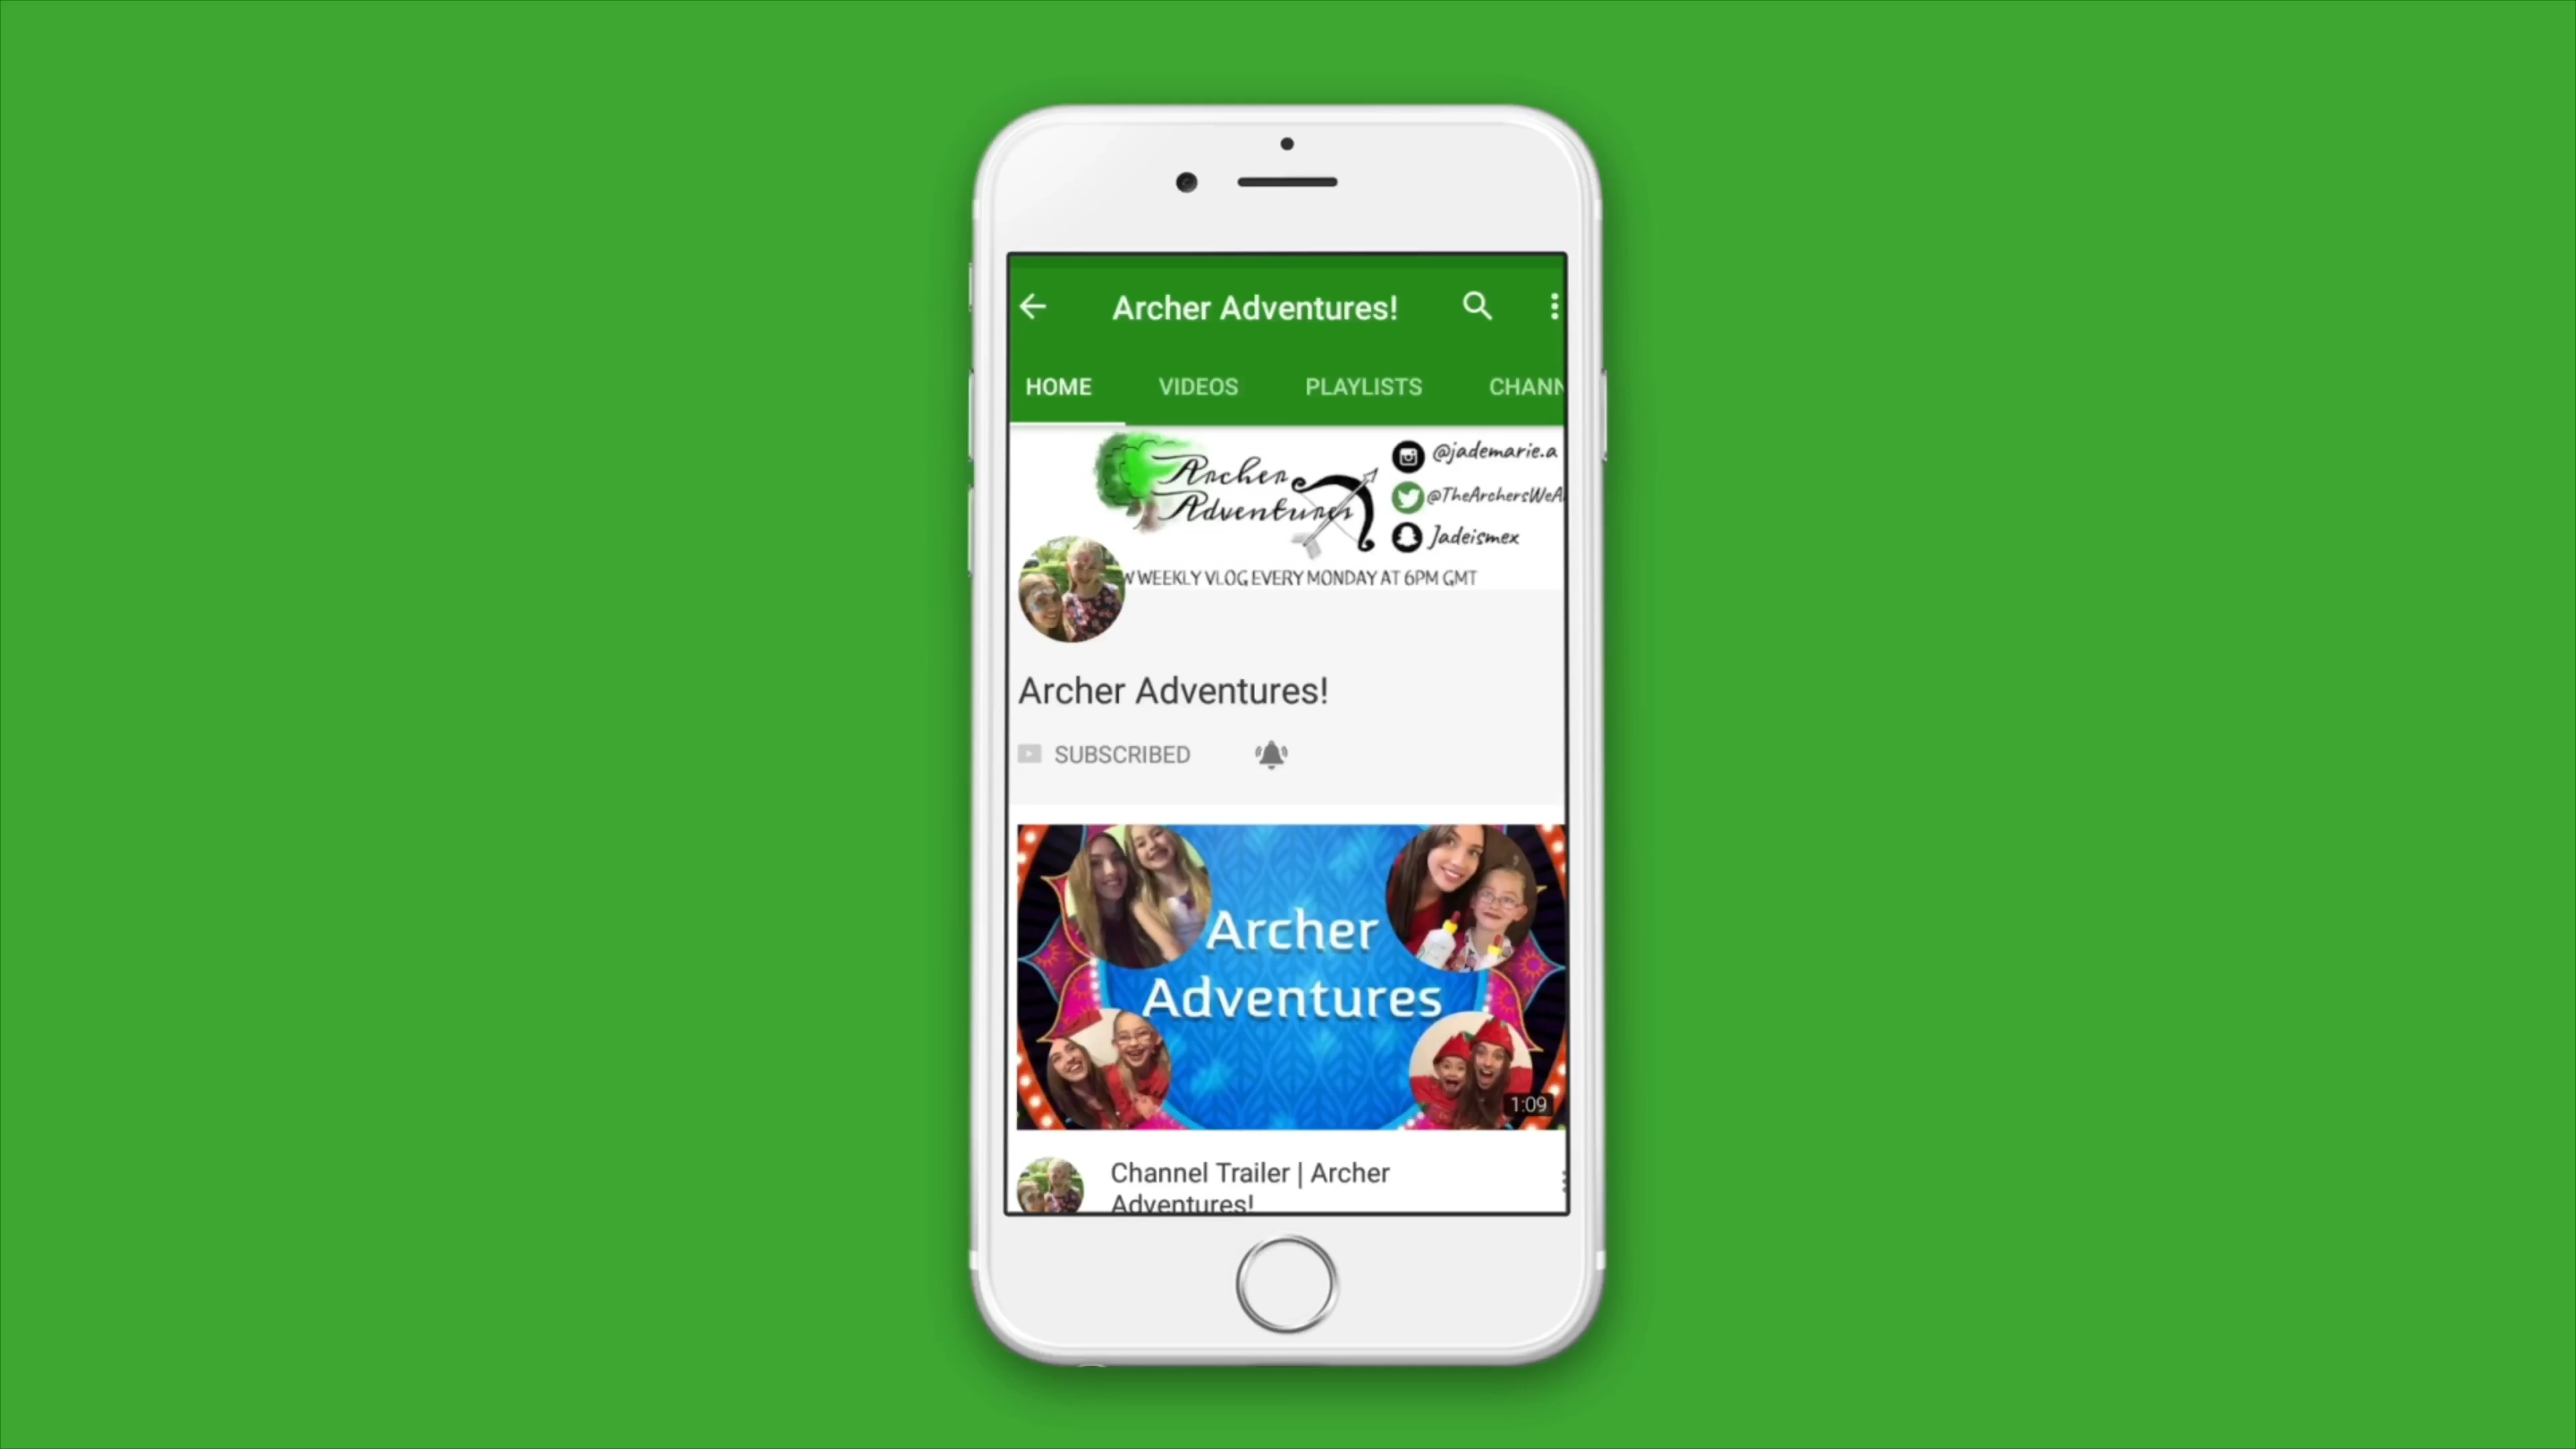 Archer Adventures!
HOME VIDEOS PLAYLISTS CHANN
Archer
Adventures
@jademarie.a
@TheArchersWeA
Jadeismex
W WEEKLY VLOG EVERY MONDAY AT 6PM GMT
Archer Adventures!
SUBSCRIBED
Archer
Adventures
1:09
Channel Trailer | Archer
Adventures!